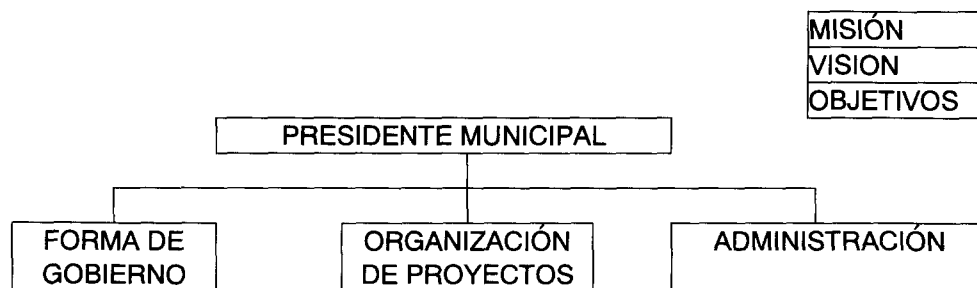 MISIÓN
VISION
OBJETIVOS
PRESIDENTE MUNICIPAL
FORMA DE
GOBIERNO
ORGANIZACIÓN
DE PROYECTOS
ADMINISTRACIÓN